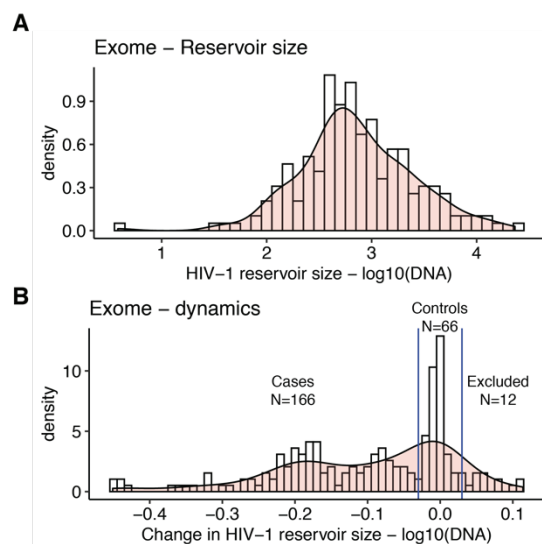 A
Exome – Reservoir size
density
0.9
0.6
0.3
0.0
1 2 3 4
HIV−1 reservoir size − log10(DNA)
B
Exome – dynamics
Controls
N=66
Cases
N=166
Excluded
N=12
density
10
5
0
−0.4 −0.3 −0.2 −0.1 0.0 0.1
Change in HIV−1 reservoir size − log10(DNA)